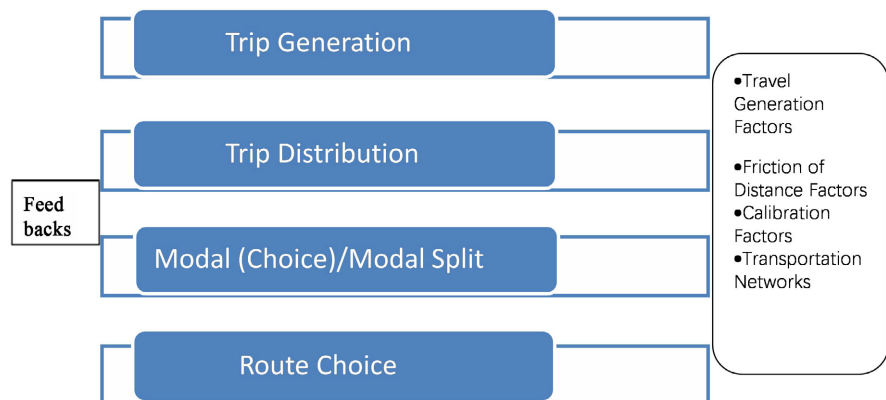 Trip Generation
Trip Distribution
Feed
backs
Modal (Choice)/Modal Split
Route Choice
•Travel
Generation
Factors
•Friction of
Distance Factors
•Calibration
Factors
•Transportation
Networks